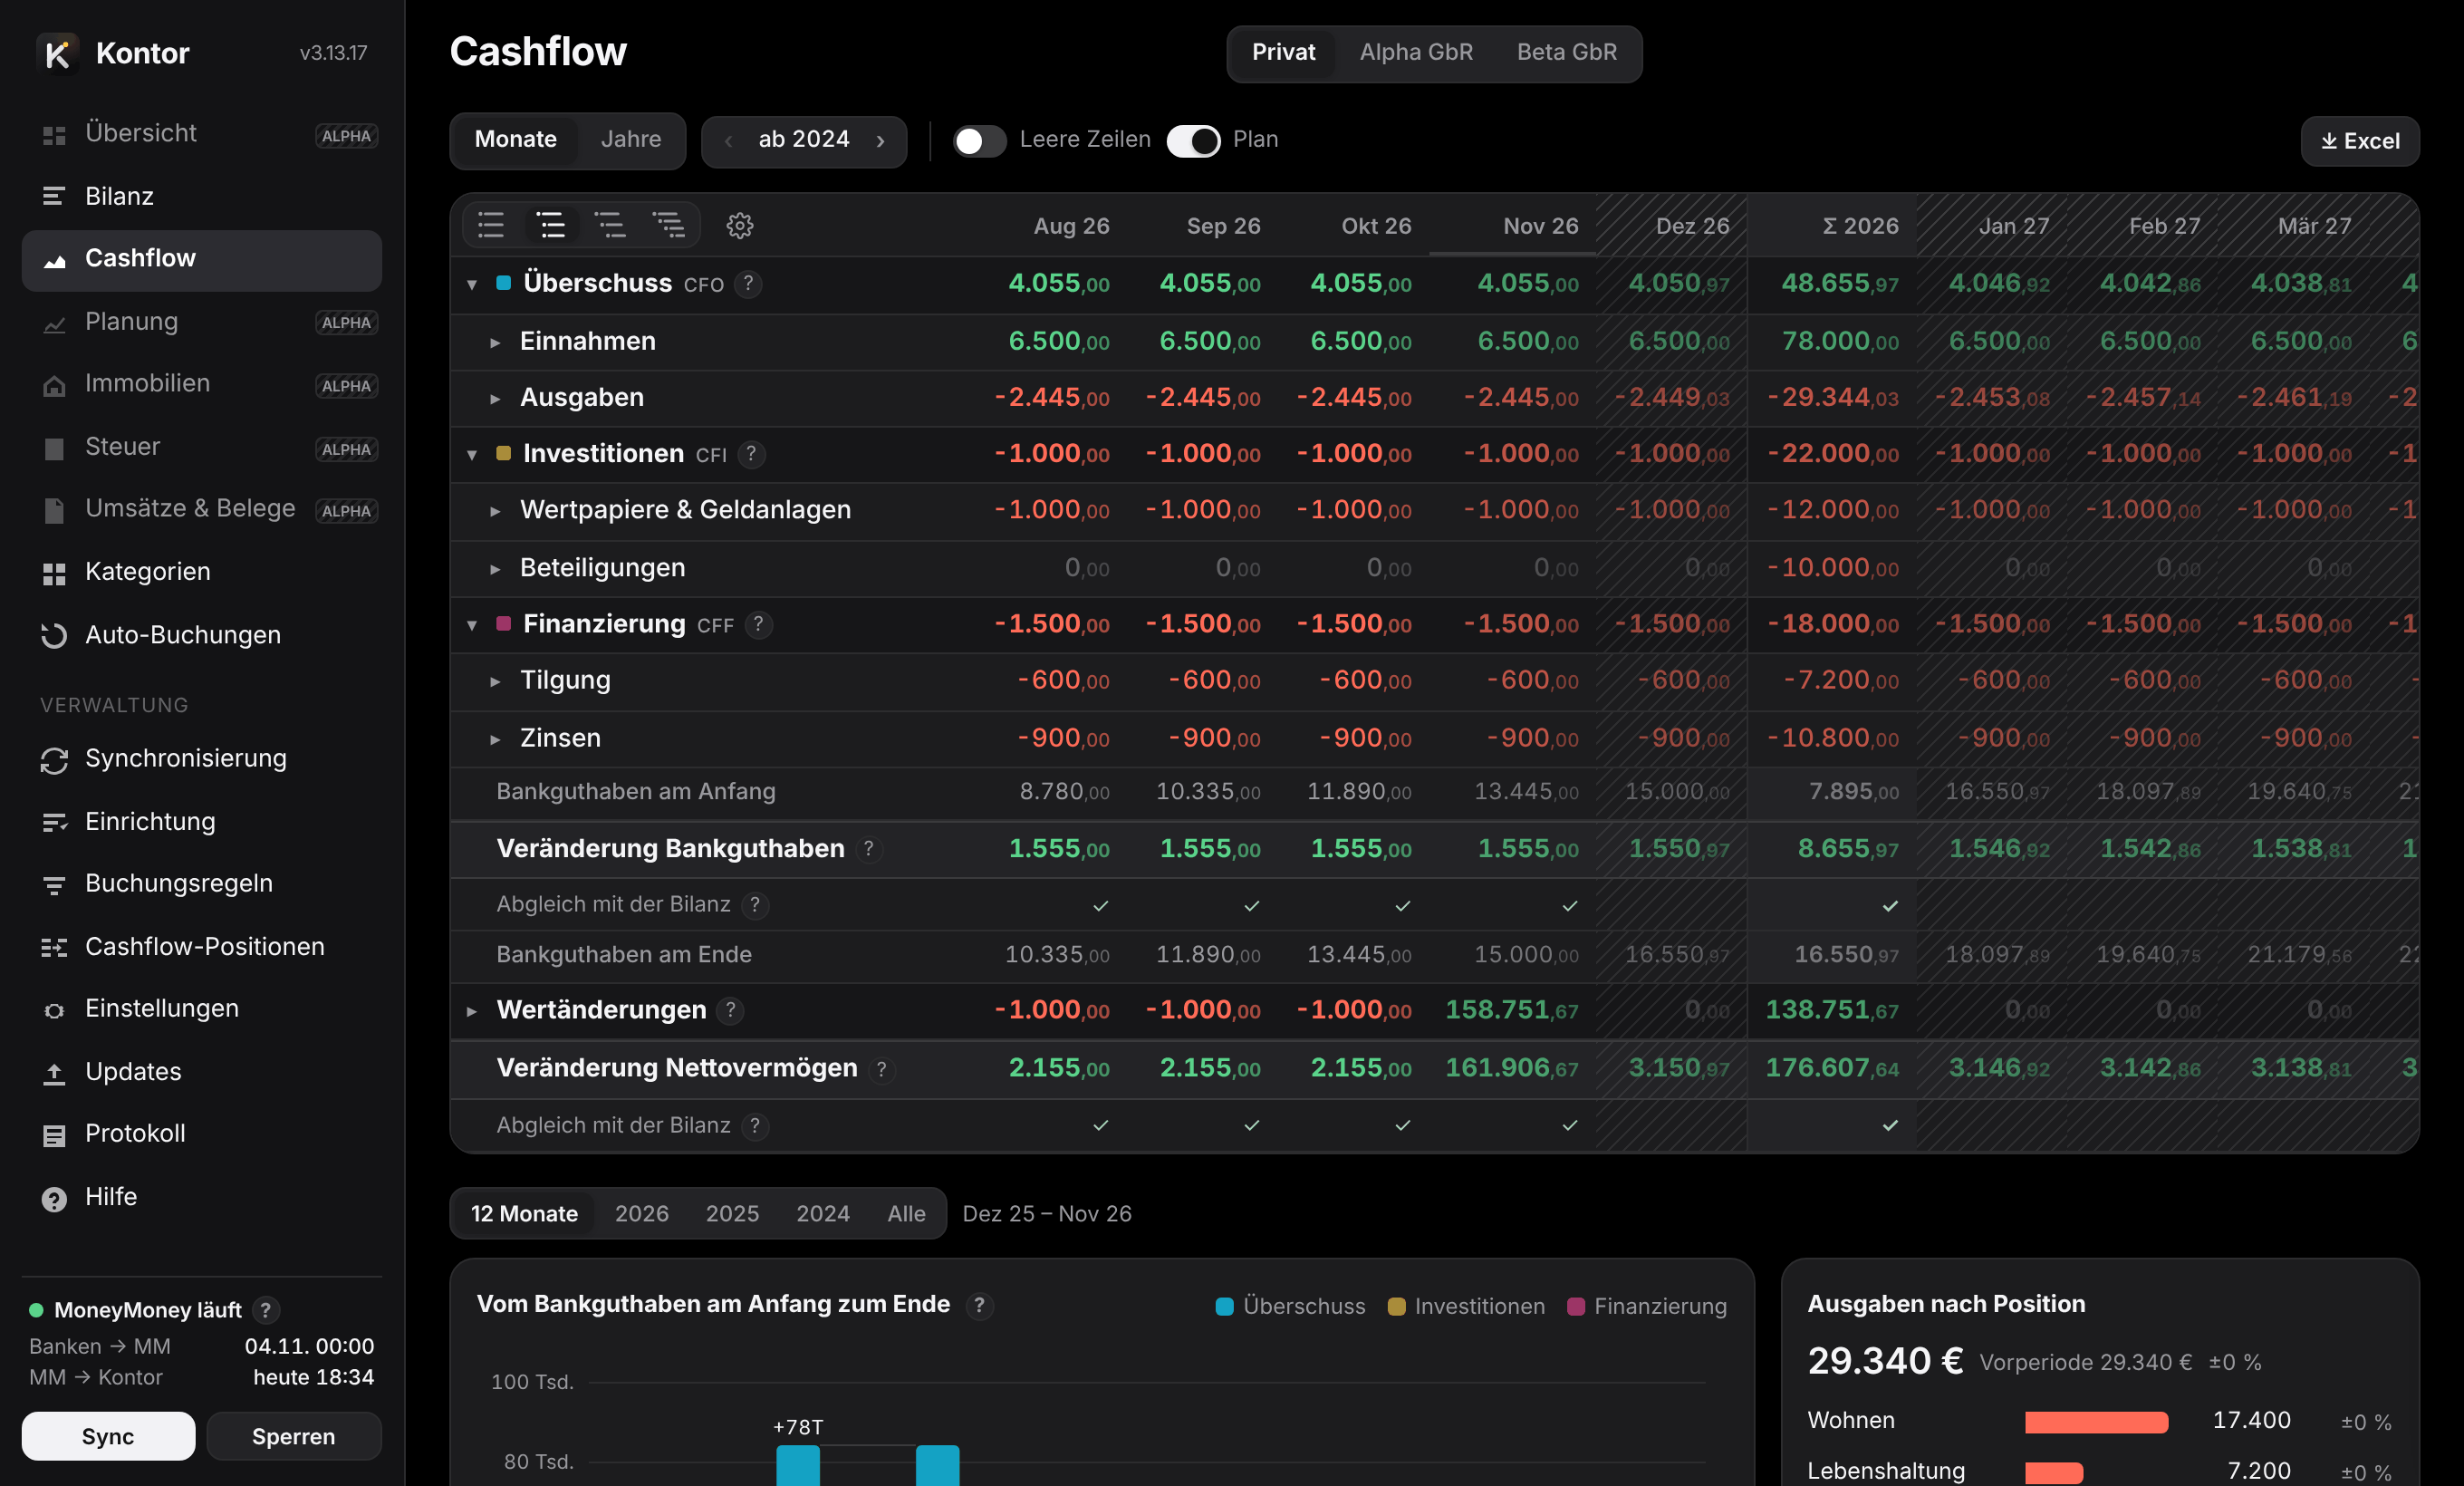 Kontor v3.13.17
Übersicht ALPHA
Bilanz
Cashflow
Planung ALPHA
Immobilien ALPHA
Steuer ALPHA
Umsätze & Belege ALPHA
Kategorien
Auto-Buchungen
VERWALTUNG
Synchronisierung
Einrichtung
Buchungsregeln
Cashflow-Positionen
Einstellungen
Updates
Protokoll
Hilfe
MoneyMoney läuft ?
Banken → MM 04.11. 00:00
MM → Kontor heute 18:34
Sync Sperren
Cashflow
Privat Alpha GbR Beta GbR
Monate Jahre ‹ ab 2024 › Leere Zeilen Plan Excel
Aug 26 Sep 26 Okt 26 Nov 26 Dez 26 Σ 2026 Jan 27 Feb 27 Mär 27
Überschuss CFO ? 4.055,00 4.055,00 4.055,00 4.055,00 4.050,97 48.655,97 4.046,92 4.042,86 4.038,81 4
Einnahmen 6.500,00 6.500,00 6.500,00 6.500,00 6.500,00 78.000,00 6.500,00 6.500,00 6.500,00 6
Ausgaben -2.445,00 -2.445,00 -2.445,00 -2.445,00 -2.449,03 -29.344,03 -2.453,08 -2.457,14 -2.461,19 -2
Investitionen CFI ? -1.000,00 -1.000,00 -1.000,00 -1.000,00 -1.000,00 -22.000,00 -1.000,00 -1.000,00 -1.000,00 -1
Wertpapiere & Geldanlagen -1.000,00 -1.000,00 -1.000,00 -1.000,00 -1.000,00 -12.000,00 -1.000,00 -1.000,00 -1.000,00 -1
Beteiligungen 0,00 0,00 0,00 0,00 0,00 -10.000,00 0,00 0,00 0,00
Finanzierung CFF ? -1.500,00 -1.500,00 -1.500,00 -1.500,00 -1.500,00 -18.000,00 -1.500,00 -1.500,00 -1.500,00 -1
Tilgung -600,00 -600,00 -600,00 -600,00 -600,00 -7.200,00 -600,00 -600,00 -600,00 -
Zinsen -900,00 -900,00 -900,00 -900,00 -900,00 -10.800,00 -900,00 -900,00 -900,00 -
Bankguthaben am Anfang 8.780,00 10.335,00 11.890,00 13.445,00 15.000,00 7.895,00 16.550,97 18.097,89 19.640,75 21
Veränderung Bankguthaben ? 1.555,00 1.555,00 1.555,00 1.555,00 1.550,97 8.655,97 1.546,92 1.542,86 1.538,81 1
Abgleich mit der Bilanz ? ✓ ✓ ✓ ✓ ✓
Bankguthaben am Ende 10.335,00 11.890,00 13.445,00 15.000,00 16.550,97 16.550,97 18.097,89 19.640,75 21.179,56 22
Wertänderungen ? -1.000,00 -1.000,00 -1.000,00 158.751,67 0,00 138.751,67 0,00 0,00 0,00
Veränderung Nettovermögen ? 2.155,00 2.155,00 2.155,00 161.906,67 3.150,97 176.607,64 3.146,92 3.142,86 3.138,81 3
Abgleich mit der Bilanz ? ✓ ✓ ✓ ✓ ✓
12 Monate 2026 2025 2024 Alle Dez 25 – Nov 26
Vom Bankguthaben am Anfang zum Ende ? Überschuss Investitionen Finanzierung
100 Tsd.
+78T
80 Tsd.
Ausgaben nach Position
29.340 € Vorperiode 29.340 € ±0 %
Wohnen 17.400 ±0 %
Lebenshaltung 7.200 ±0 %